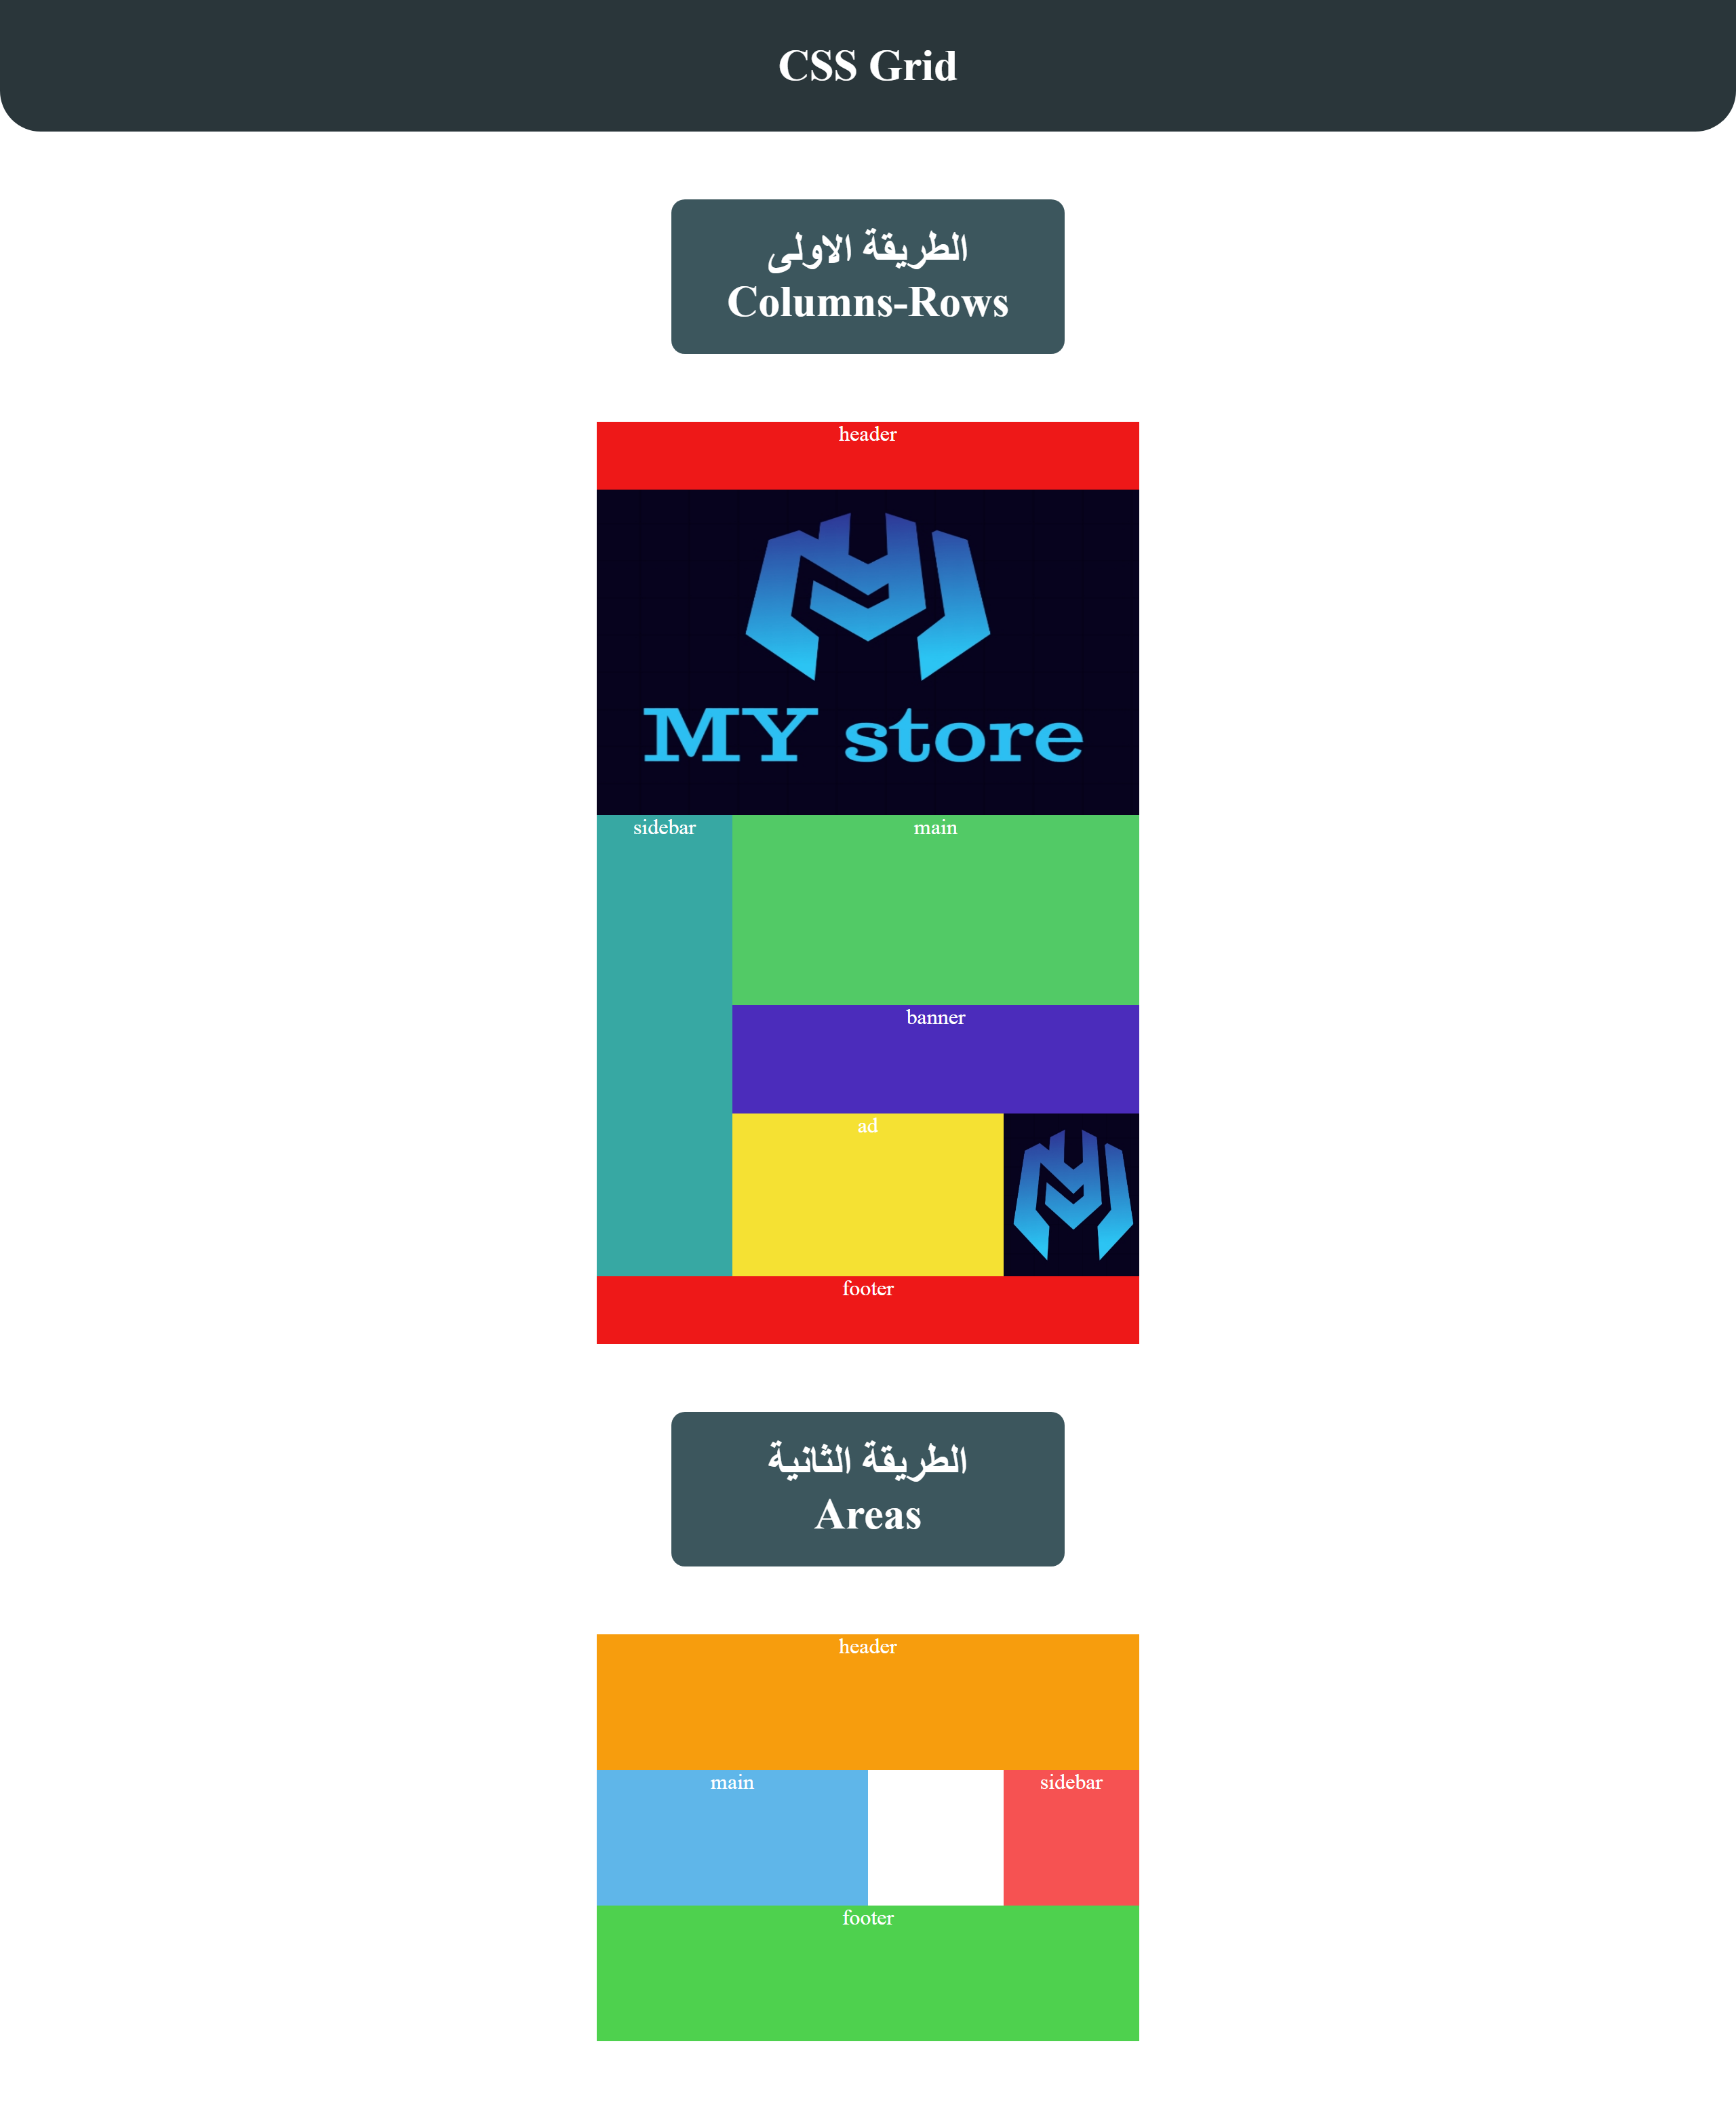 CSS Grid
الطريقة الاولى
Columns-Rows
header
MY store
sidebar
main
banner
ad
footer
الطريقة الثانية
Areas
header
main
sidebar
footer